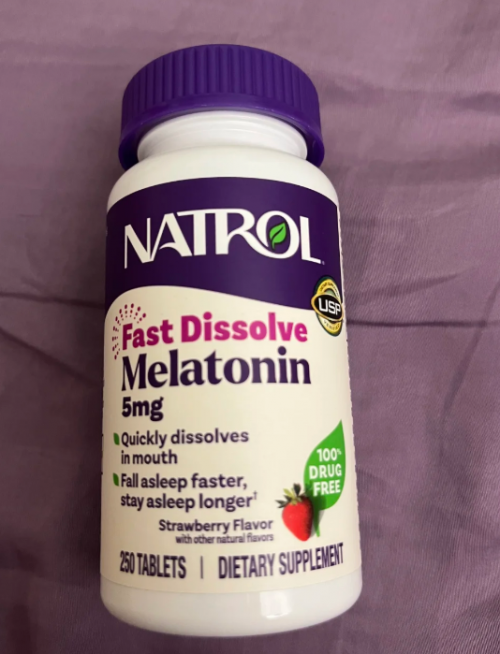 NATROL
USP
Fast Dissolve
Melatonin
5mg
Quickly dissolves
in mouth
Fall asleep faster,
stay asleep longer†
100%
DRUG
FREE
Strawberry Flavor
with other natural flavors
250 TABLETS | DIETARY SUPPLEMENT